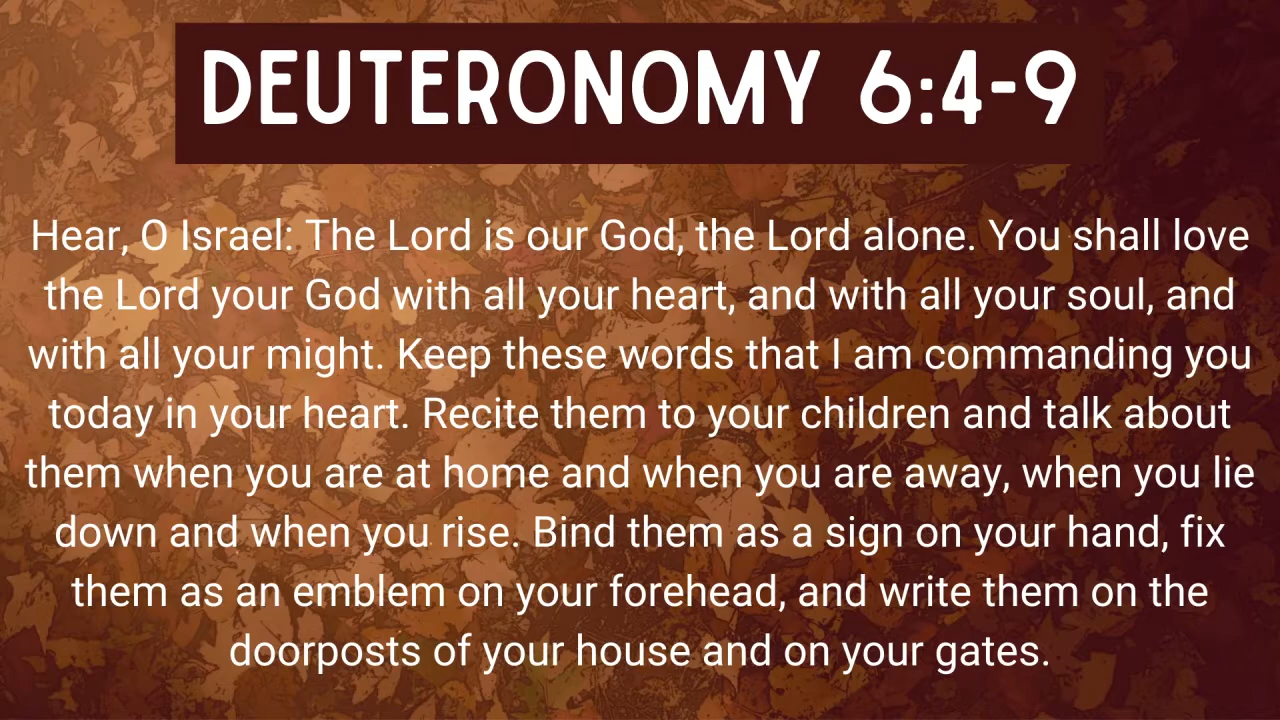 DEUTERONOMY 6:4-9
Hear, O Israel: The Lord is our God, the Lord alone. You shall love
the Lord your God with all your heart, and with all your soul, and
with all your might. Keep these words that I am commanding you
today in your heart. Recite them to your children and talk about
them when you are at home and when you are away, when you lie
down and when you rise. Bind them as a sign on your hand, fix
them as an emblem on your forehead, and write them on the
doorposts of your house and on your gates.